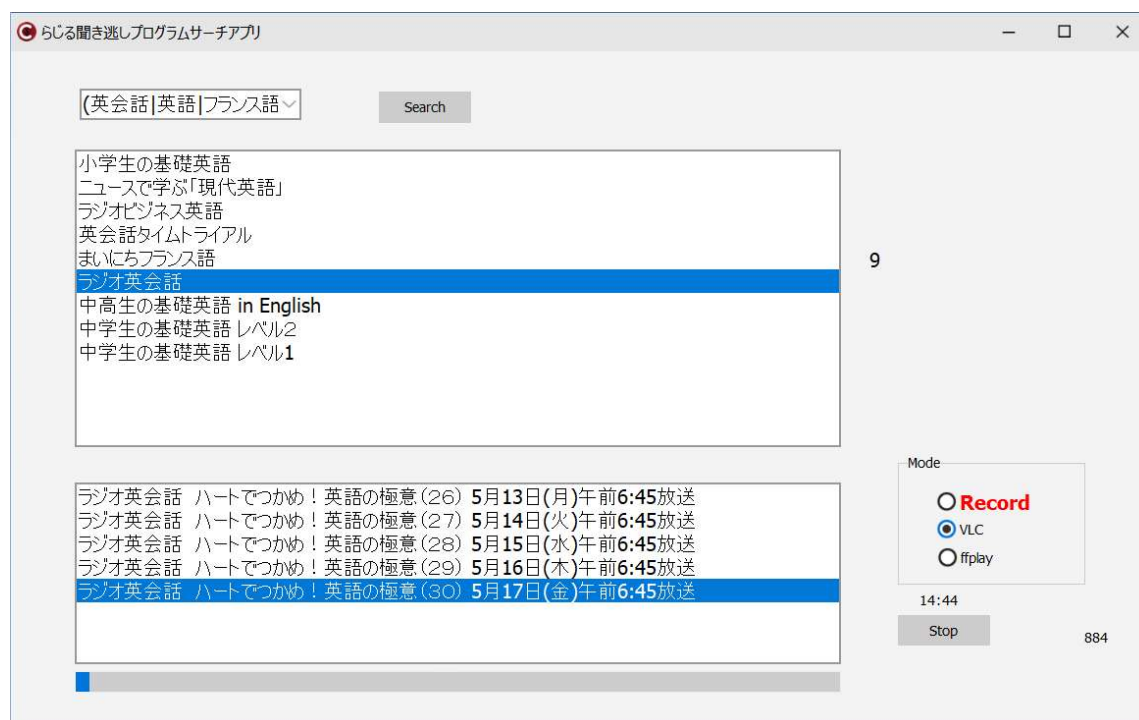 らじる聞き逃しプログラムサーチアプリ
(英会話|英語|フランス語
Search
小学生の基礎英語
ニュースで学ぶ「現代英語」
ラジオビジネス英語
英会話タイムトライアル
まいにちフランス語
ラジオ英会話
中高生の基礎英語 in English
中学生の基礎英語 レベル2
中学生の基礎英語 レベル1
9
ラジオ英会話 ハートでつかめ！英語の極意（26） 5月13日(月)午前6:45放送
ラジオ英会話 ハートでつかめ！英語の極意（27） 5月14日(火)午前6:45放送
ラジオ英会話 ハートでつかめ！英語の極意（28） 5月15日(水)午前6:45放送
ラジオ英会話 ハートでつかめ！英語の極意（29） 5月16日(木)午前6:45放送
ラジオ英会話 ハートでつかめ！英語の極意（30） 5月17日(金)午前6:45放送
Mode
Record
VLC
ffplay
14:44
Stop
884